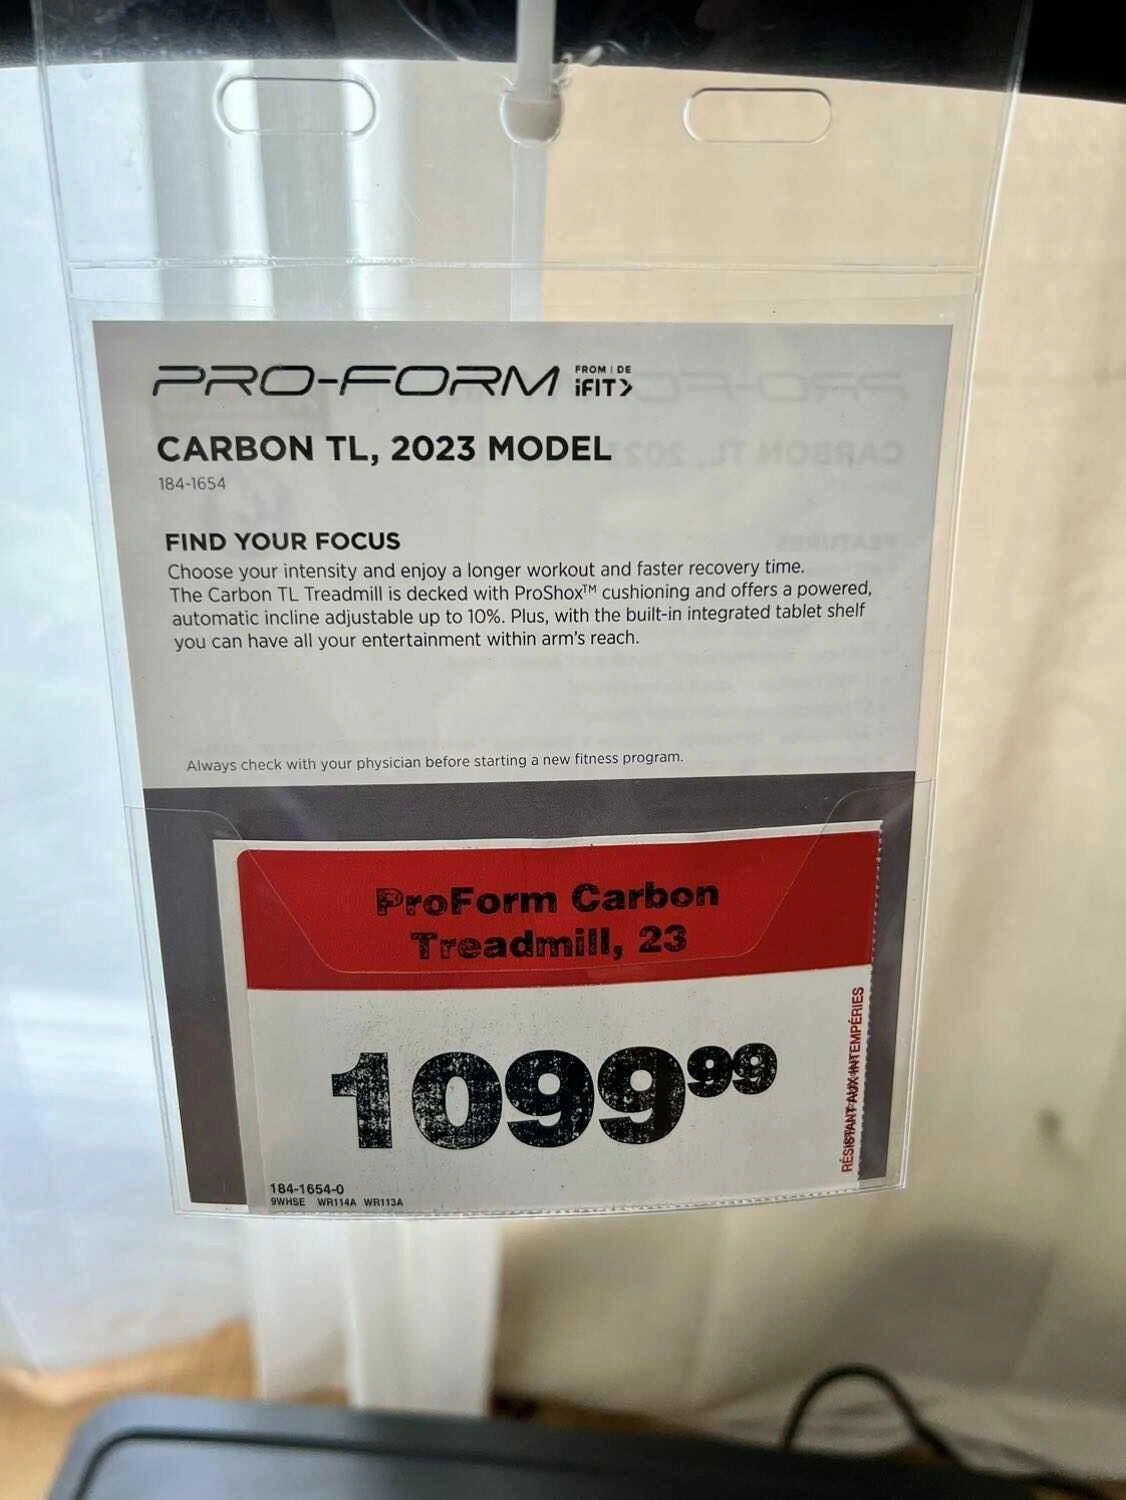 PRO-FORM FROM | DE iFIT
CARBON TL, 2023 MODEL
184-1654
FIND YOUR FOCUS
Choose your intensity and enjoy a longer workout and faster recovery time.
The Carbon TL Treadmill is decked with ProShox™ cushioning and offers a powered,
automatic incline adjustable up to 10%. Plus, with the built-in integrated tablet shelf
you can have all your entertainment within arm's reach.
Always check with your physician before starting a new fitness program.
ProForm Carbon
Treadmill, 23
1099 99
RÉSISTANT AUX INTEMPÉRIES
184-1654-0
9WHSE WR114A WR113A